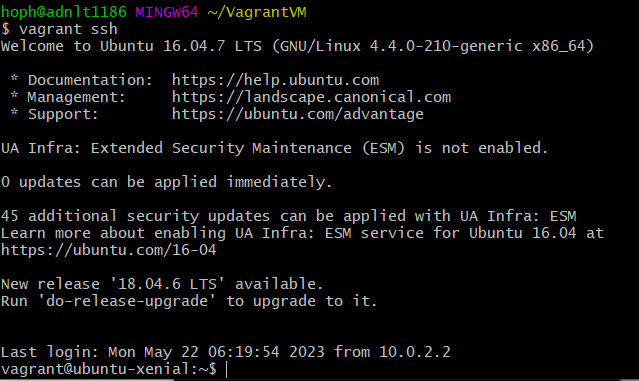 hoph@adnlt1186 MINGW64 ~/VagrantVM
$ vagrant ssh
Welcome to Ubuntu 16.04.7 LTS (GNU/Linux 4.4.0-210-generic x86_64)
* Documentation:  https://help.ubuntu.com
* Management:     https://landscape.canonical.com
* Support:        https://ubuntu.com/advantage
UA Infra: Extended Security Maintenance (ESM) is not enabled.
0 updates can be applied immediately.
45 additional security updates can be applied with UA Infra: ESM
Learn more about enabling UA Infra: ESM service for Ubuntu 16.04 at
https://ubuntu.com/16-04
New release '18.04.6 LTS' available.
Run 'do-release-upgrade' to upgrade to it.
Last login: Mon May 22 06:19:54 2023 from 10.0.2.2
vagrant@ubuntu-xenial:~$